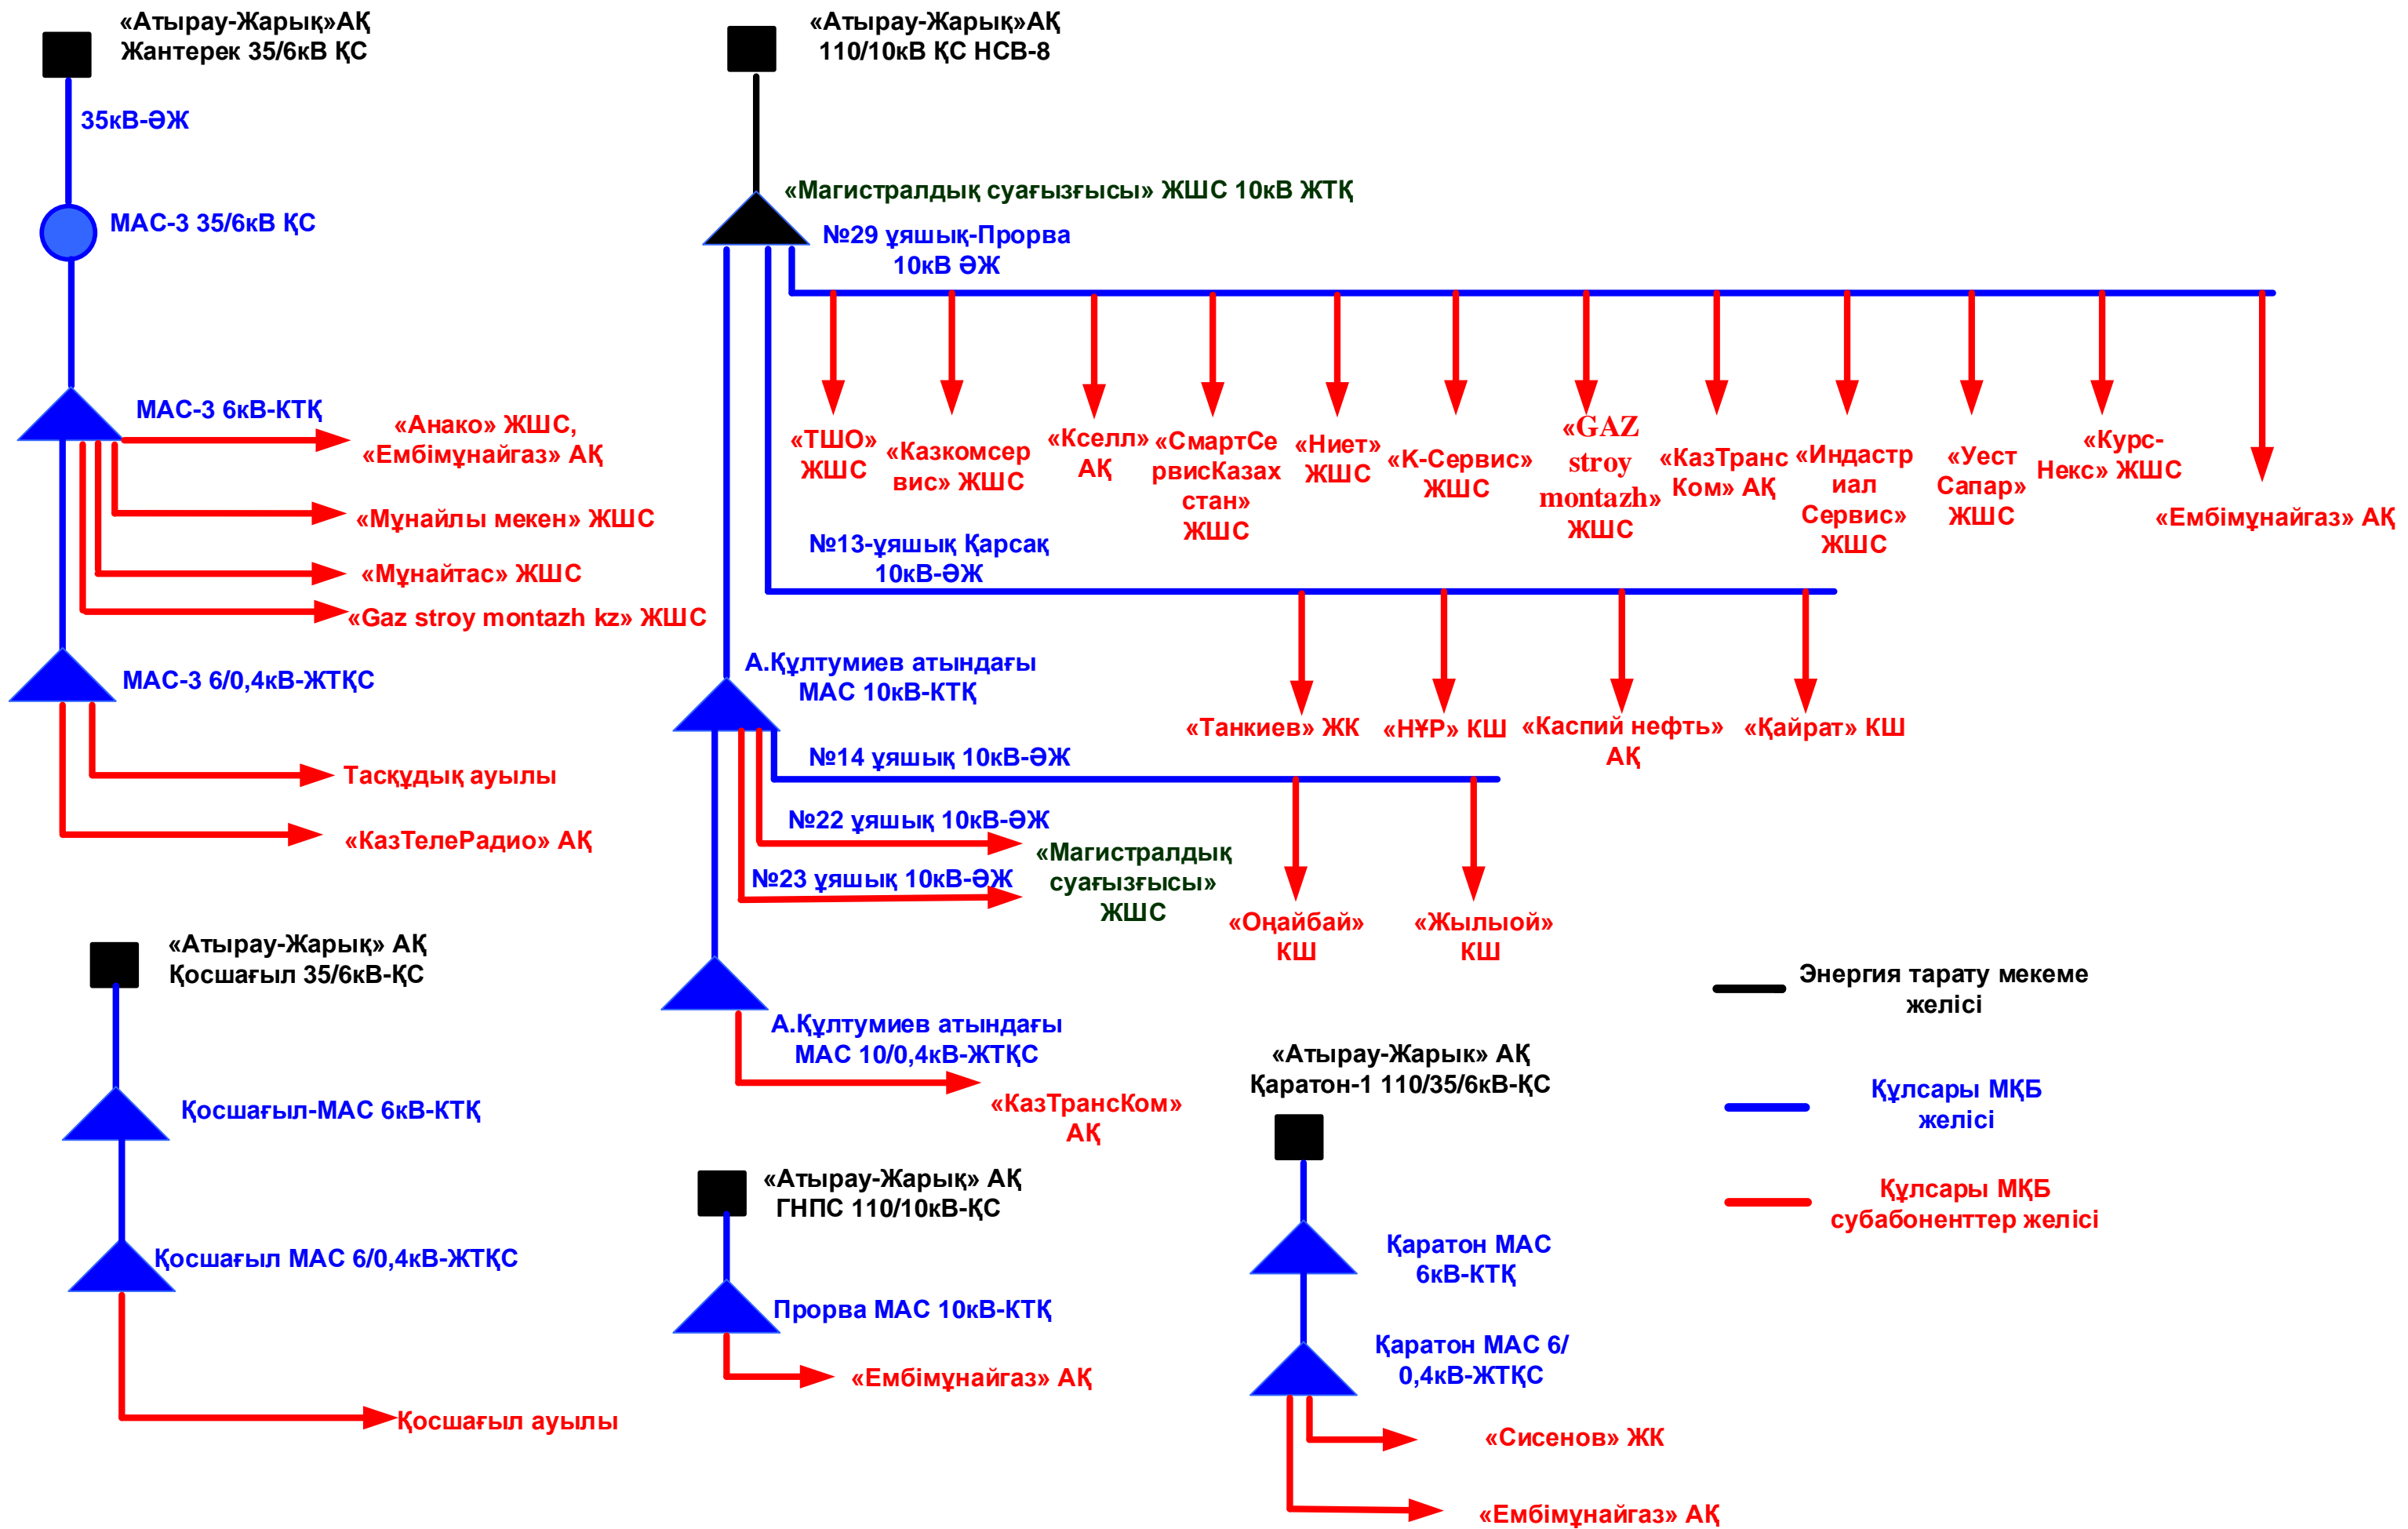 «Атырау-Жарық»АҚ
Жантерек 35/6кВ ҚС
35кВ-ӘЖ
МАС-3 35/6кВ ҚС
МАС-3 6кВ-КТҚ
«Анако» ЖШС,
«Ембімұнайгаз» АҚ
«Мұнайлы мекен» ЖШС
«Мұнайтас» ЖШС
«Gaz stroy montazh kz» ЖШС
МАС-3 6/0,4кВ-ЖТҚС
Тасқұдық ауылы
«КазТелеРадио» АҚ
«Атырау-Жарық»АҚ
110/10кВ ҚС НСВ-8
«Магистралдық суағызғысы» ЖШС 10кВ ЖТҚ
№29 ұяшық-Прорва
10кВ ӘЖ
«ТШО»
ЖШС
«Казкомсер
вис» ЖШС
«Кселл»
АҚ
«СмартСе
рвисКазах
стан»
ЖШС
«Ниет»
ЖШС
«К-Сервис»
ЖШС
«GAZ
stroy
montazh»
ЖШС
«КазТранс
Ком» АҚ
«Индастр
иал
Сервис»
ЖШС
«Уест
Сапар»
ЖШС
«Курс-
Некс» ЖШС
«Ембімұнайгаз» АҚ
№13-ұяшық Қарсақ
10кВ-ӘЖ
«Танкиев» ЖК
«НҰР» КШ
«Каспий нефть»
АҚ
«Қайрат» КШ
А.Құлтумиев атындағы
МАС 10кВ-КТҚ
№14 ұяшық 10кВ-ӘЖ
№22 ұяшық 10кВ-ӘЖ
№23 ұяшық 10кВ-ӘЖ
«Магистралдық
суағызғысы»
ЖШС
«Оңайбай»
КШ
«Жылыой»
КШ
А.Құлтумиев атындағы
МАС 10/0,4кВ-ЖТҚС
«КазТрансКом»
АҚ
«Атырау-Жарық» АҚ
Қосшағыл 35/6кВ-ҚС
Қосшағыл-МАС 6кВ-КТҚ
Қосшағыл МАС 6/0,4кВ-ЖТҚС
Қосшағыл ауылы
«Атырау-Жарық» АҚ
ГНПС 110/10кВ-ҚС
Прорва МАС 10кВ-КТҚ
«Ембімұнайгаз» АҚ
«Атырау-Жарык» АҚ
Қаратон-1 110/35/6кВ-ҚС
Қаратон МАС
6кВ-КТҚ
Қаратон МАС 6/
0,4кВ-ЖТҚС
«Сисенов» ЖК
«Ембімұнайгаз» АҚ
Энергия тарату мекеме
желісі
Құлсары МҚБ
желісі
Құлсары МҚБ
субабоненттер желісі